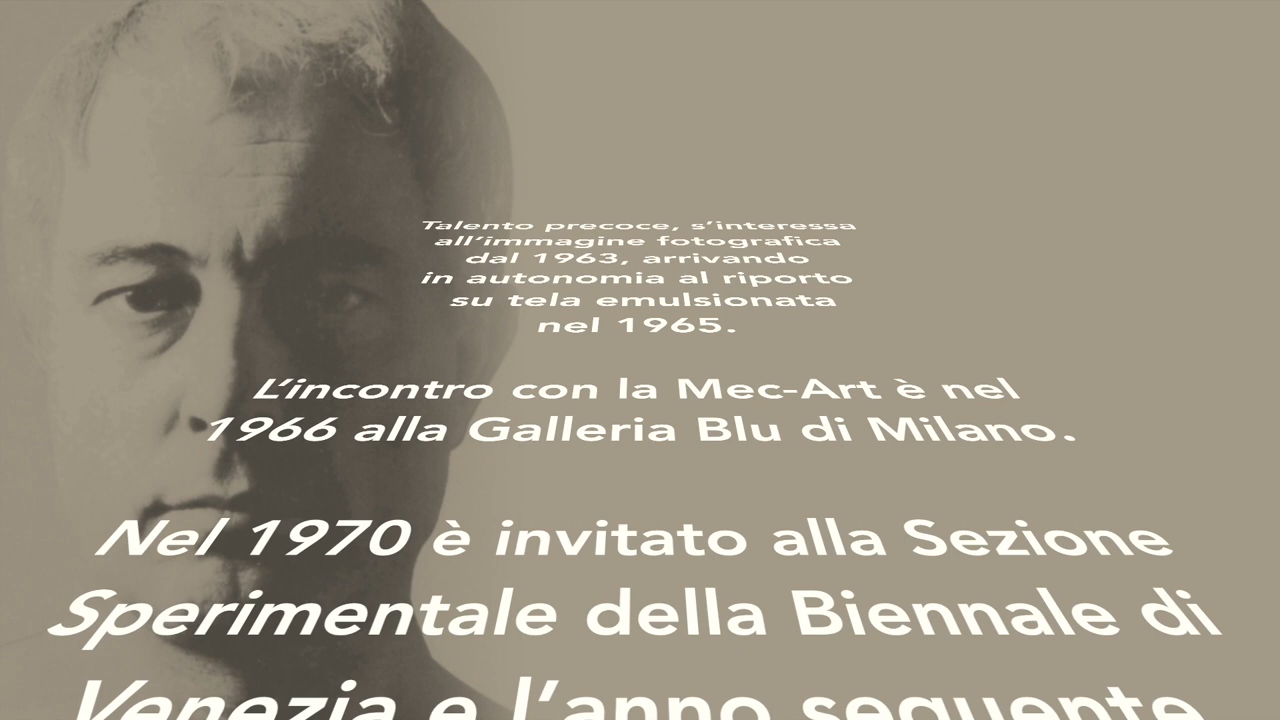 Talento precoce, s’interessa
all’immagine fotografica
dal 1963, arrivando
in autonomia al riporto
su tela emulsionata
nel 1965.
L’incontro con la Mec-Art è nel
1966 alla Galleria Blu di Milano.
Nel 1970 è invitato alla Sezione
Sperimentale della Biennale di
Venezia e l’anno seguente